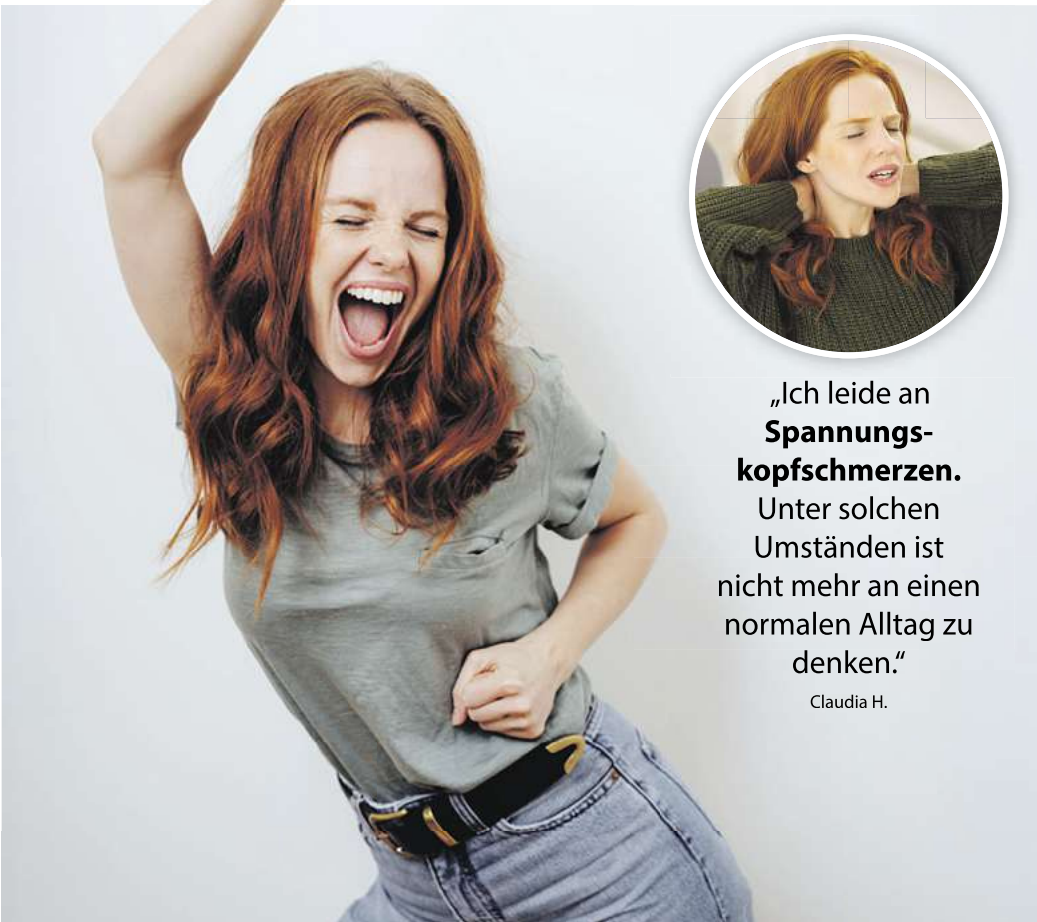 „Ich leide an
Spannungs-
kopfschmerzen.
Unter solchen
Umständen ist
nicht mehr an einen
normalen Alltag zu
denken.“
Claudia H.